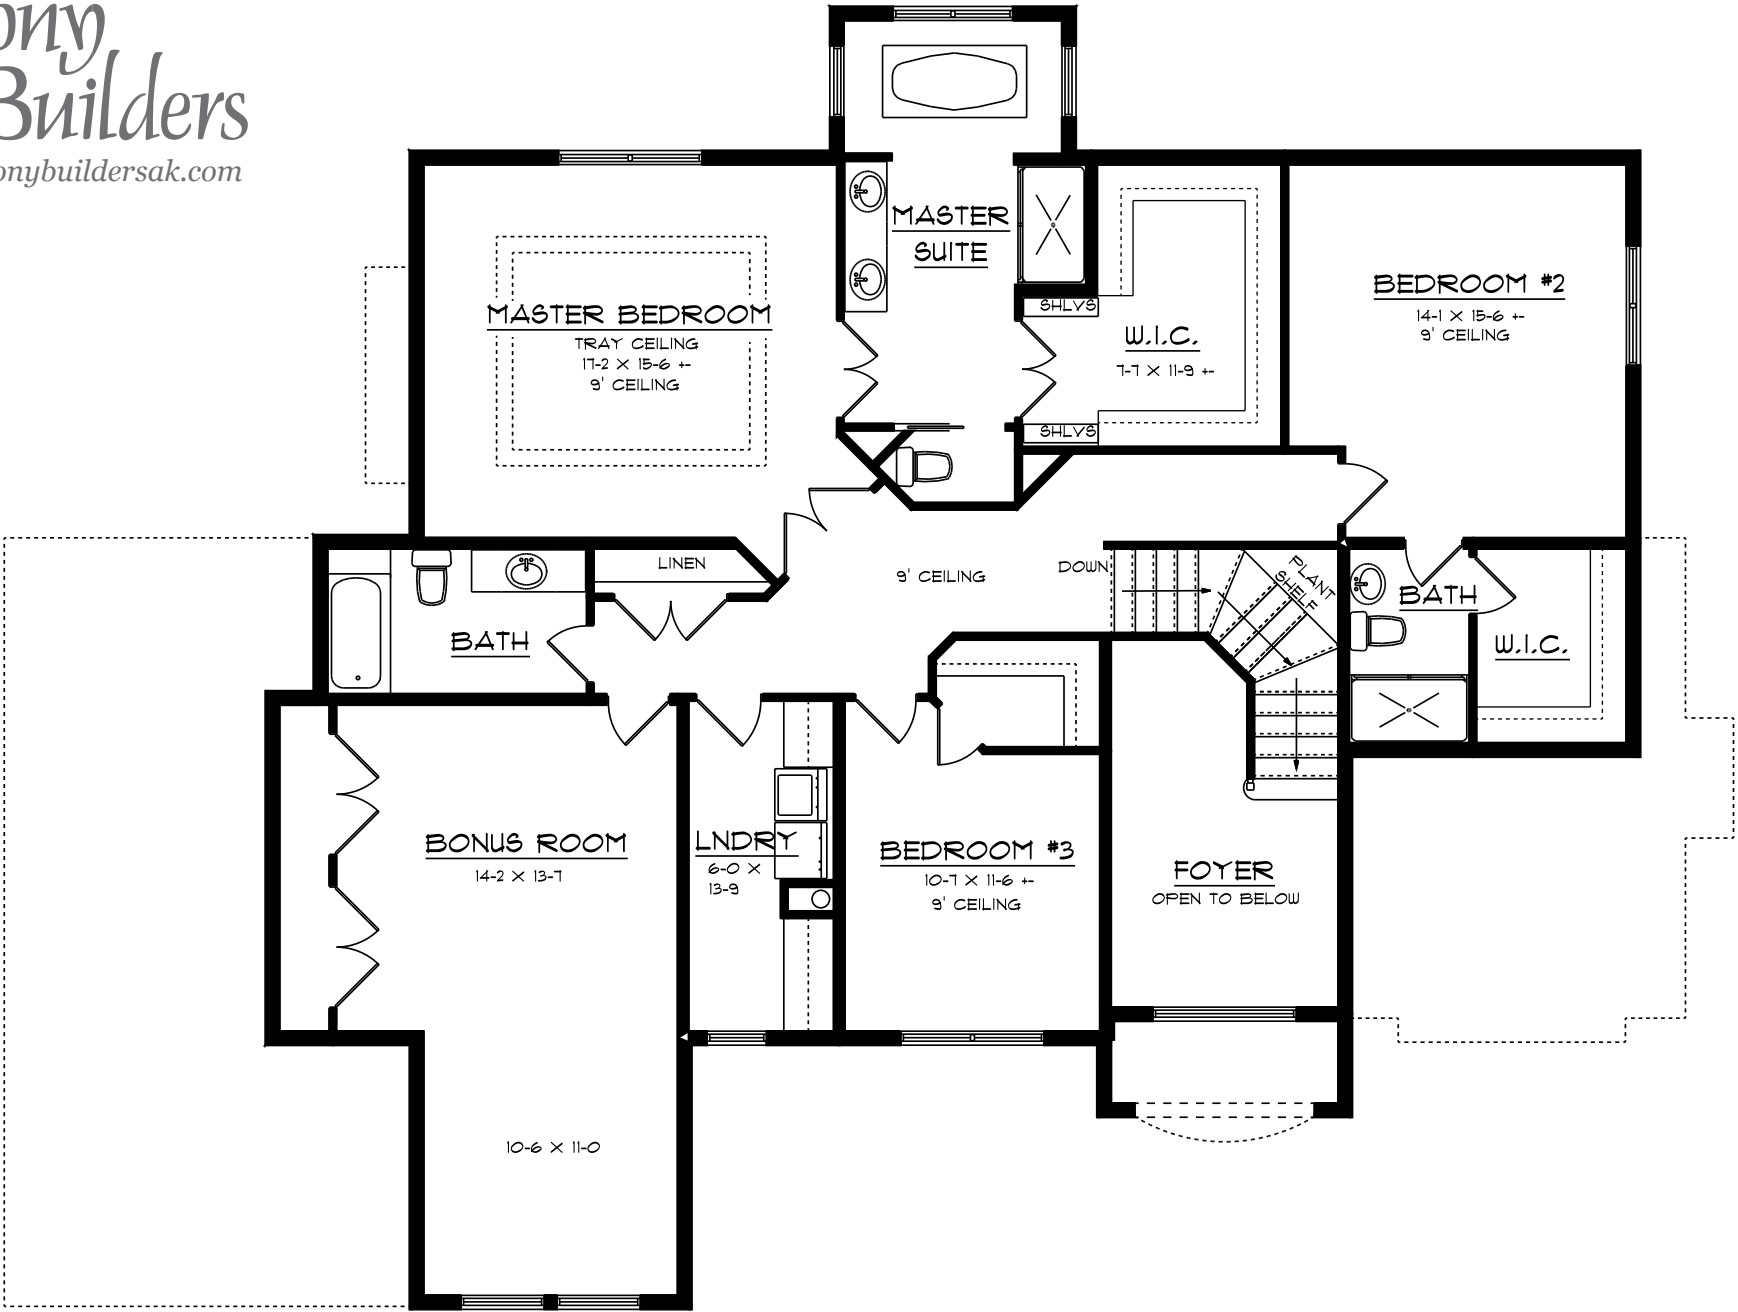 ony
Builders
onybuildersak.com
MASTER
SUITE
MASTER BEDROOM
TRAY CEILING
17-2 X 15-6 +-
9' CEILING
SHLVS
W.I.C.
7-7 X 11-9 +-
SHLVS
BEDROOM #2
14-1 X 15-6 +-
9' CEILING
LINEN
9' CEILING
DOWN
PLANT
SHELF
BATH
BATH
W.I.C.
BONUS ROOM
14-2 X 13-7
LNDRY
6-0 X
13-9
BEDROOM #3
10-7 X 11-6 +-
9' CEILING
FOYER
OPEN TO BELOW
10-6 X 11-0